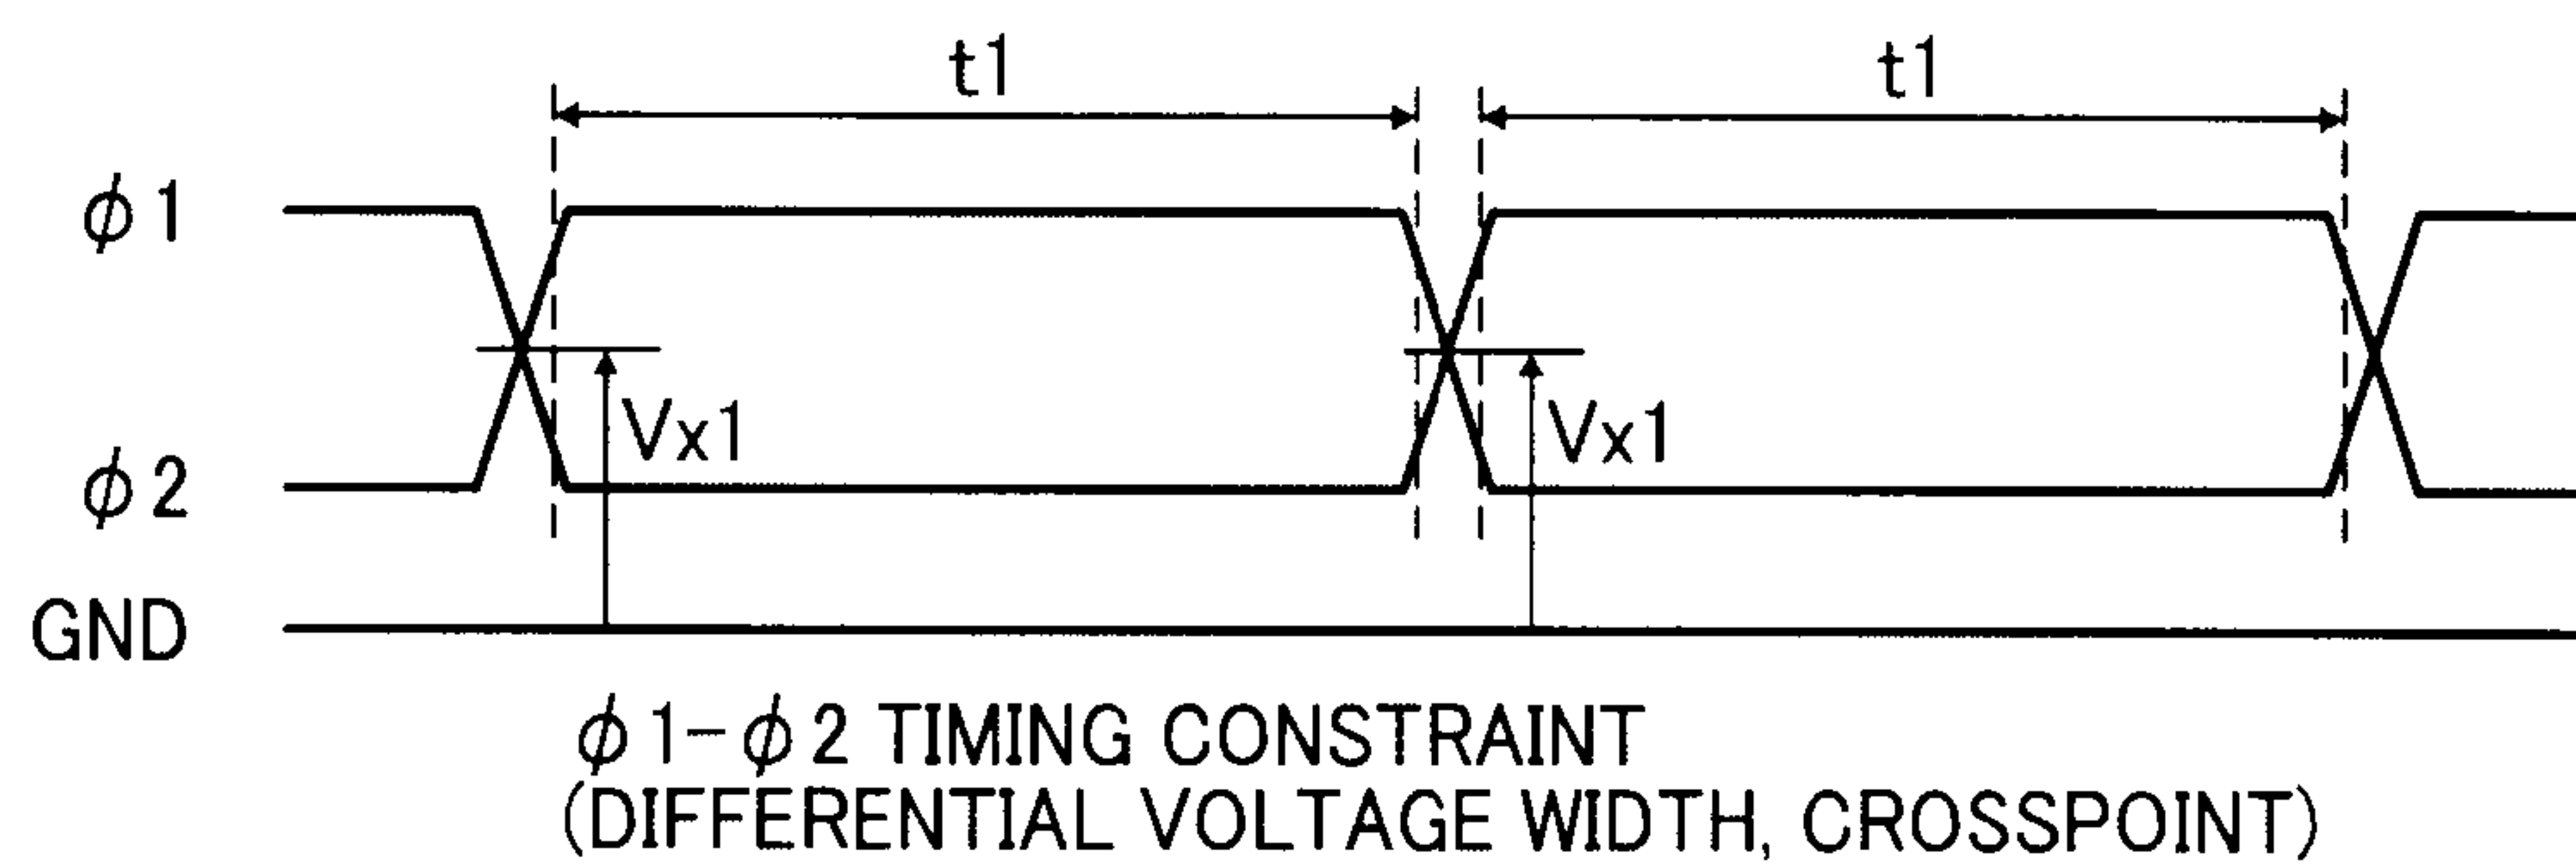 t1 t1
ϕ1
Vx1 Vx1
ϕ2
GND
ϕ1-ϕ2 TIMING CONSTRAINT
(DIFFERENTIAL VOLTAGE WIDTH, CROSSPOINT)